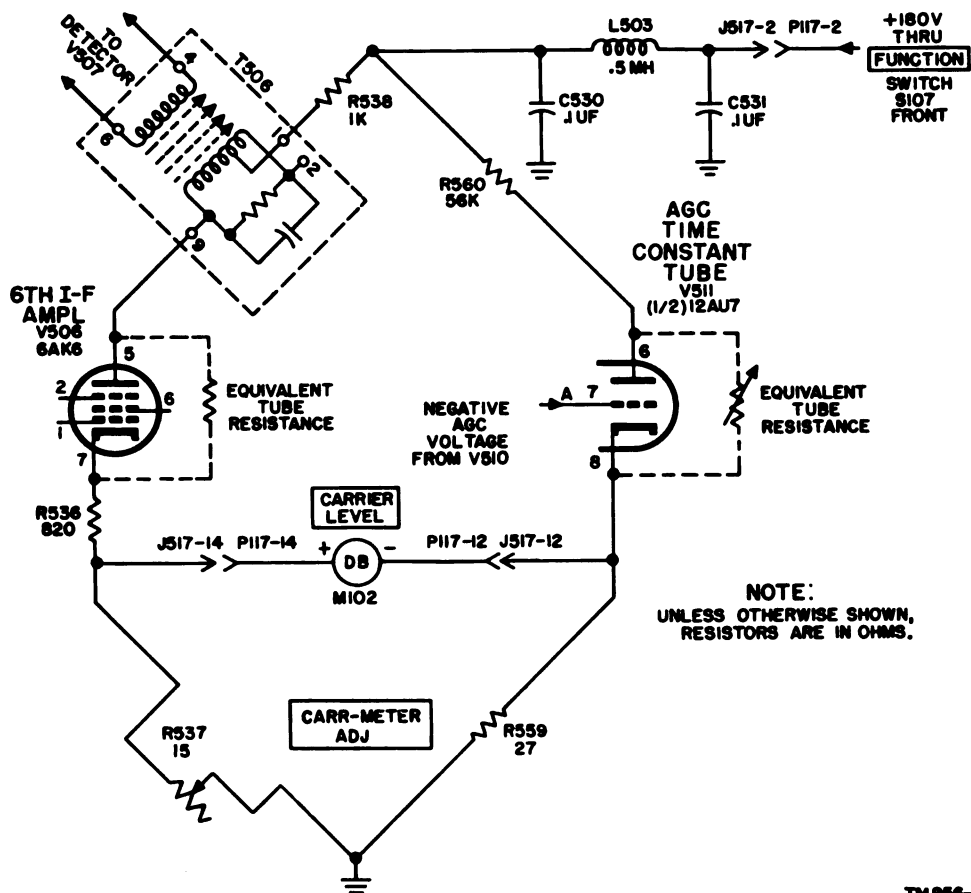 TO
DETECTOR
V507
4
6
T506
1
2
9
R538
1K
L503
.5 MH
C530
.1UF
C531
.1UF
J517-2
P117-2
+180V
THRU
FUNCTION
SWITCH
S107
FRONT
R560
56K
AGC
TIME
CONSTANT
TUBE
V511
(1/2)12AU7
6TH I-F
AMPL
V506
6AK6
5
2
6
1
7
EQUIVALENT
TUBE
RESISTANCE
NEGATIVE
AGC
VOLTAGE
FROM V510
A
7
6
8
EQUIVALENT
TUBE
RESISTANCE
R536
820
J517-14
P117-14
CARRIER
LEVEL
+
DB
-
M102
P117-12
J517-12
NOTE:
UNLESS OTHERWISE SHOWN,
RESISTORS ARE IN OHMS.
R537
15
CARR-METER
ADJ
R559
27